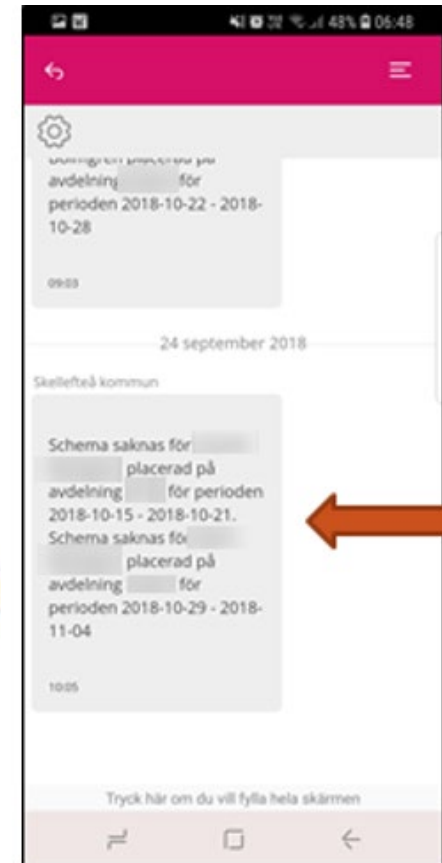 48% 06:48
avdelning för
perioden 2018-10-22 - 2018-
10-28
09:03
24 september 2018
Skellefteå kommun
Schema saknas för
placerad på
avdelning för perioden
2018-10-15 - 2018-10-21.
Schema saknas för
placerad på
avdelning för
perioden 2018-10-29 - 2018-
11-04
10:05
Tryck här om du vill fylla hela skärmen